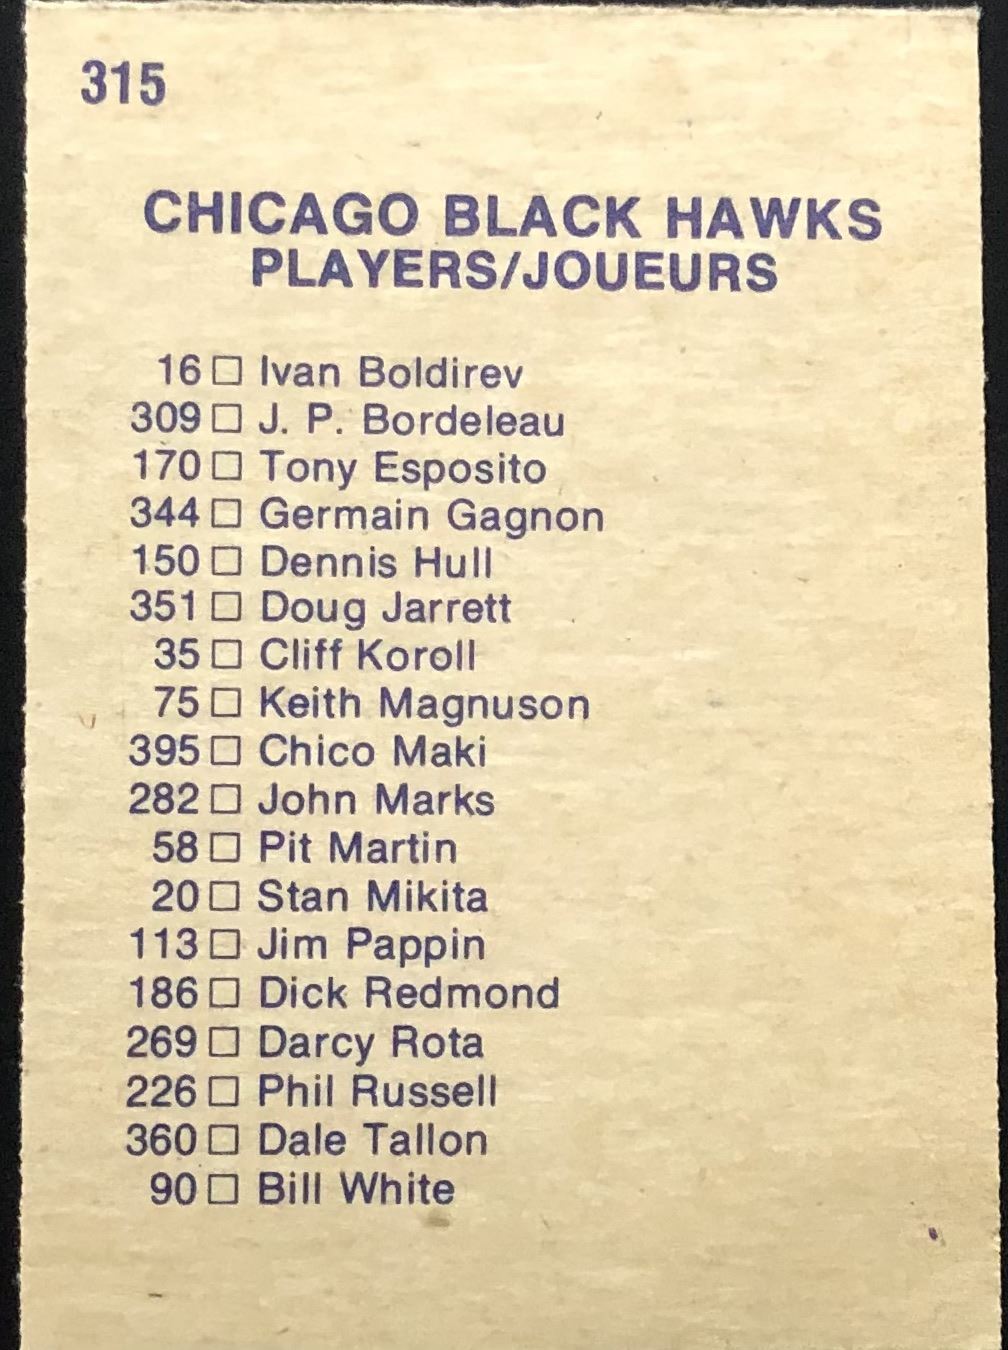 315
CHICAGO BLACK HAWKS
PLAYERS/JOUEURS
16 □ Ivan Boldirev
309 □ J. P. Bordeleau
170 □ Tony Esposito
344 □ Germain Gagnon
150 □ Dennis Hull
351 □ Doug Jarrett
35 □ Cliff Koroll
75 □ Keith Magnuson
395 □ Chico Maki
282 □ John Marks
58 □ Pit Martin
20 □ Stan Mikita
113 □ Jim Pappin
186 □ Dick Redmond
269 □ Darcy Rota
226 □ Phil Russell
360 □ Dale Tallon
90 □ Bill White